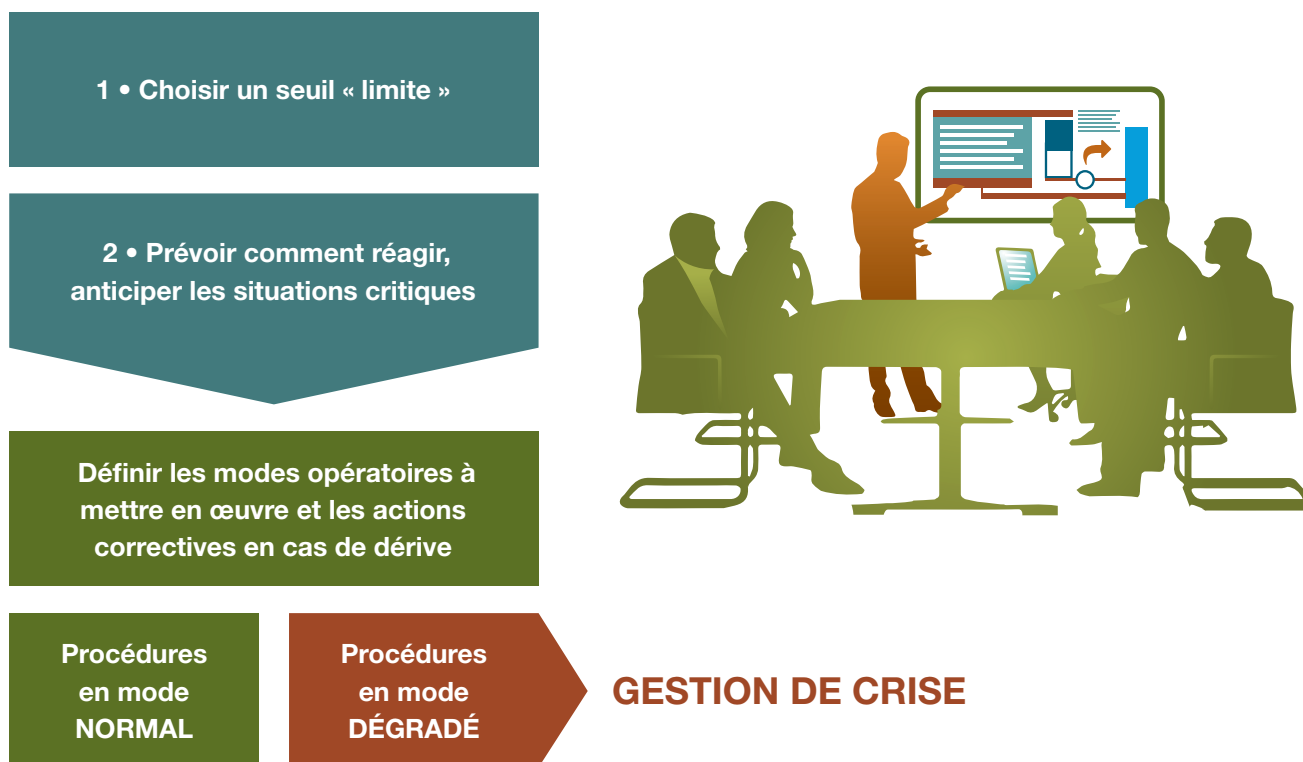 1 • Choisir un seuil « limite »
2 • Prévoir comment réagir,
anticiper les situations critiques
Définir les modes opératoires à
mettre en œuvre et les actions
correctives en cas de dérive
Procédures
en mode
NORMAL
Procédures
en mode
DÉGRADÉ
GESTION DE CRISE